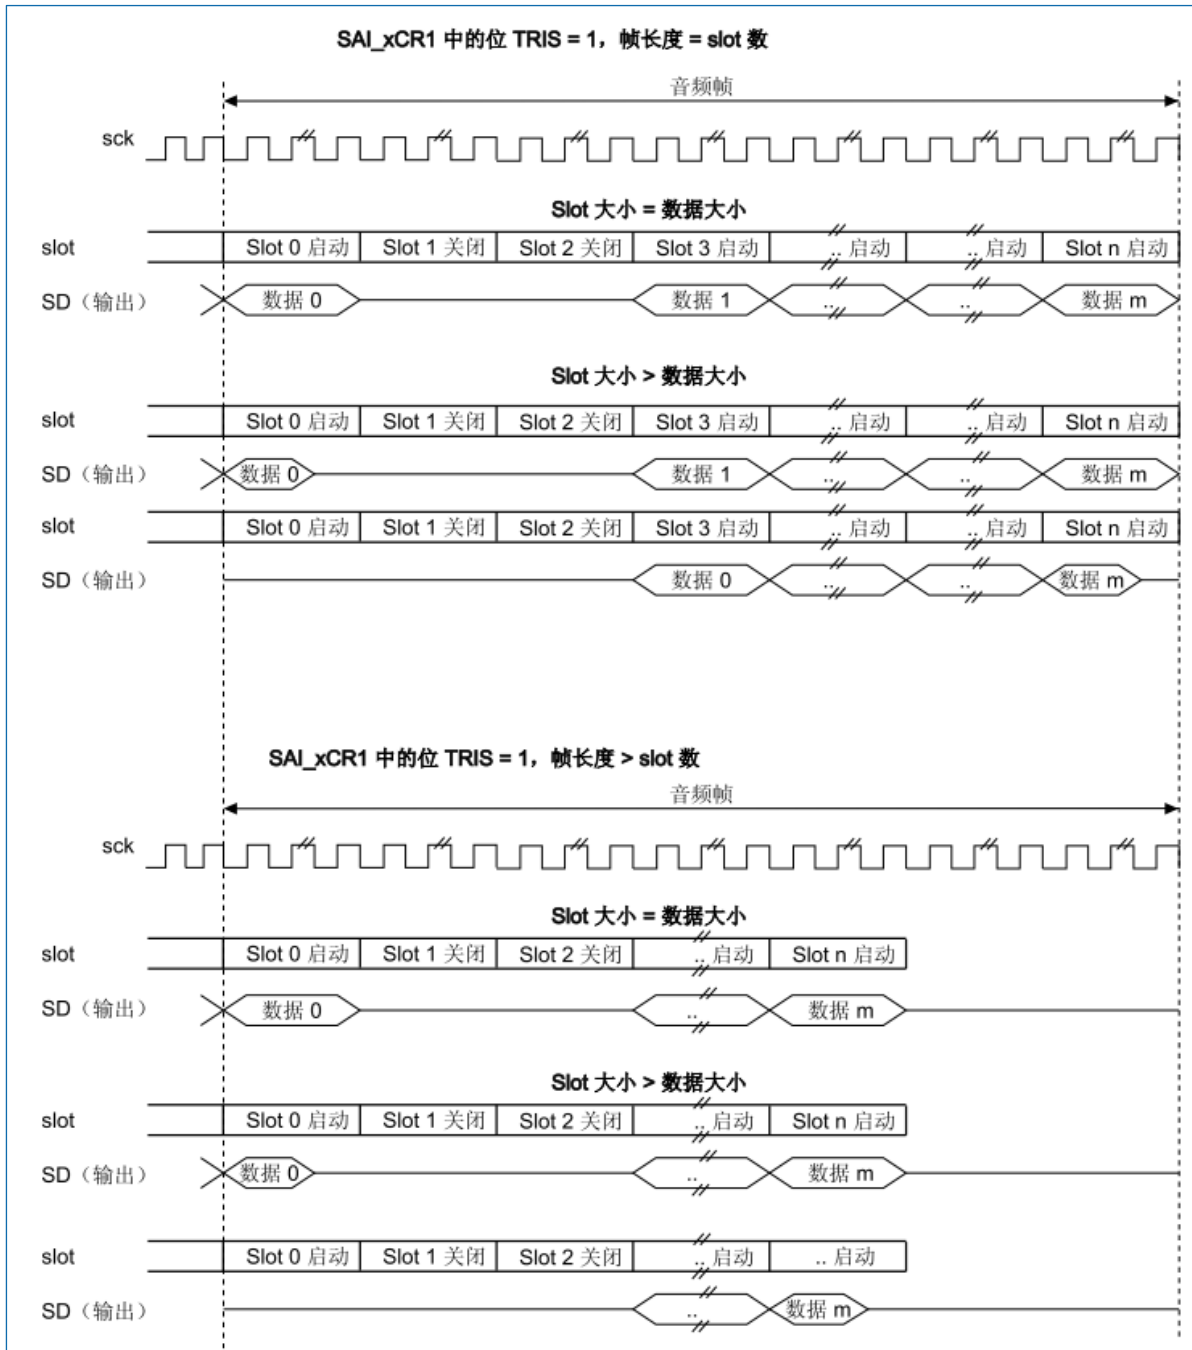 SAI_xCR1 中的位 TRIS = 1，帧长度 = slot 数
音频帧
sck
Slot 大小 = 数据大小
slot Slot 0 启动 Slot 1 关闭 Slot 2 关闭 Slot 3 启动 .. 启动 .. 启动 Slot n 启动
SD（输出） 数据 0 数据 1 .. .. 数据 m
Slot 大小 > 数据大小
slot Slot 0 启动 Slot 1 关闭 Slot 2 关闭 Slot 3 启动 .. 启动 .. 启动 Slot n 启动
SD（输出） 数据 0 数据 1 .. .. 数据 m
slot Slot 0 启动 Slot 1 关闭 Slot 2 关闭 Slot 3 启动 .. 启动 .. 启动 Slot n 启动
SD（输出） 数据 0 .. .. 数据 m
SAI_xCR1 中的位 TRIS = 1，帧长度 > slot 数
音频帧
sck
Slot 大小 = 数据大小
slot Slot 0 启动 Slot 1 关闭 Slot 2 关闭 .. 启动 Slot n 启动
SD（输出） 数据 0 .. 数据 m
Slot 大小 > 数据大小
slot Slot 0 启动 Slot 1 关闭 Slot 2 关闭 .. 启动 Slot n 启动
SD（输出） 数据 0 .. 数据 m
slot Slot 0 启动 Slot 1 关闭 Slot 2 关闭 .. 启动 .. 启动
SD（输出） .. 数据 m